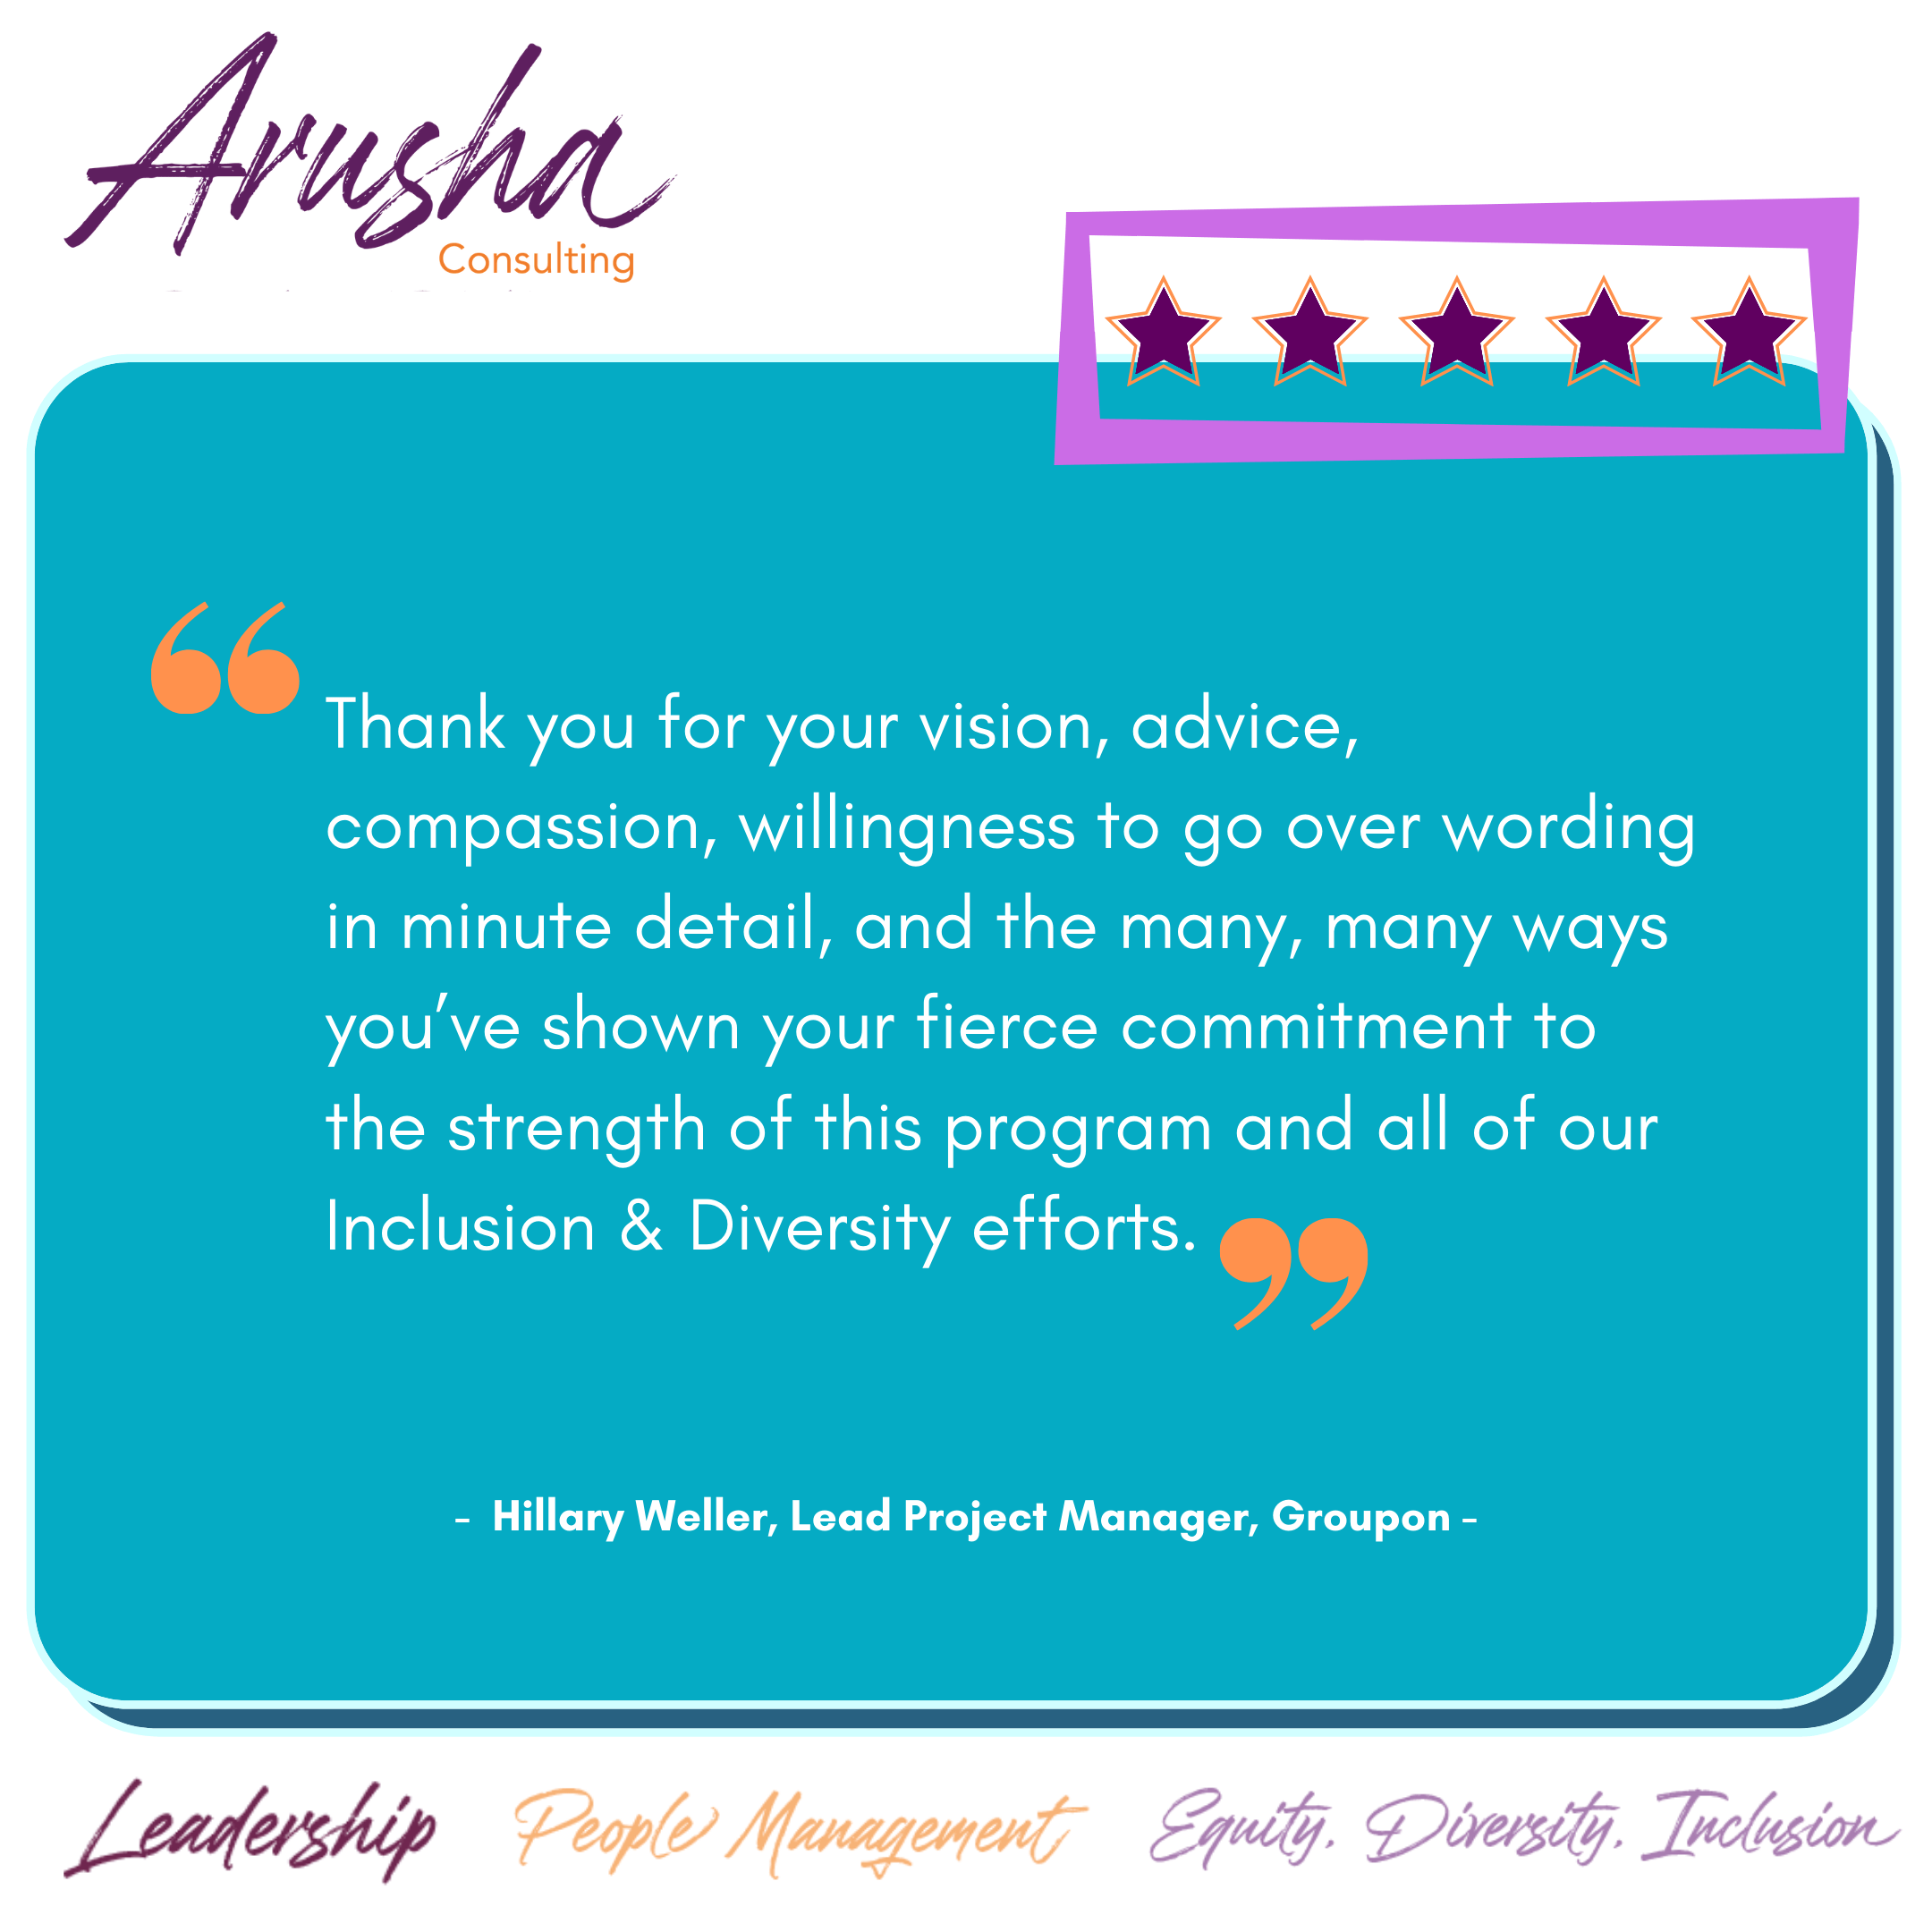 Arusha
Consulting
Thank you for your vision, advice,
compassion, willingness to go over wording
in minute detail, and the many, many ways
you’ve shown your fierce commitment to
the strength of this program and all of our
Inclusion & Diversity efforts.
– Hillary Weller, Lead Project Manager, Groupon –
Leadership People Management Equity, Diversity, Inclusion